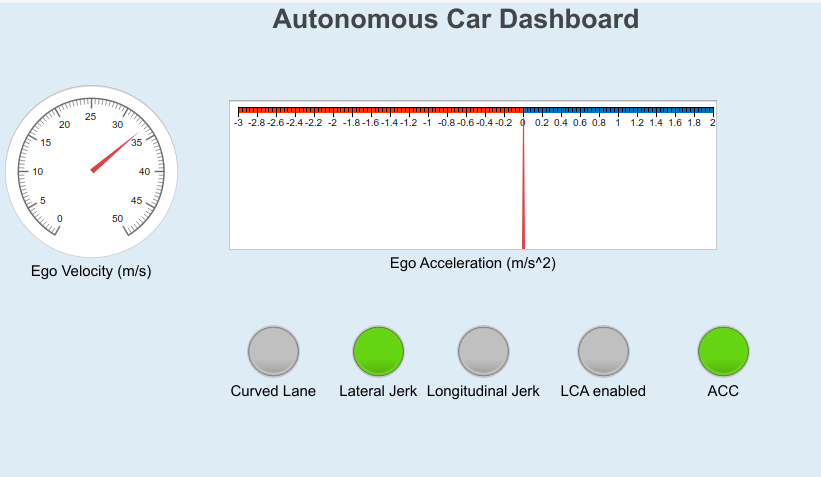 Autonomous Car Dashboard
0 5 10 15 20 25 30 35 40 45 50
Ego Velocity (m/s)
-3 -2.8 -2.6 -2.4 -2.2 -2 -1.8 -1.6 -1.4 -1.2 -1 -0.8 -0.6 -0.4 -0.2 0 0.2 0.4 0.6 0.8 1 1.2 1.4 1.6 1.8 2
Ego Acceleration (m/s^2)
Curved Lane Lateral Jerk Longitudinal Jerk LCA enabled ACC